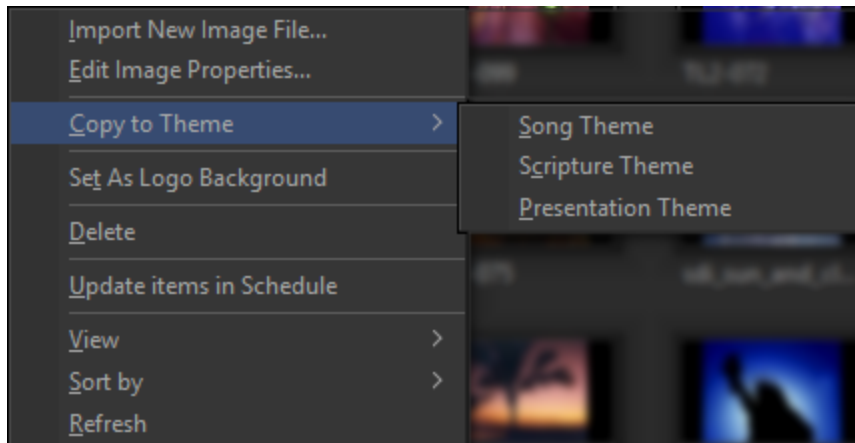 Import New Image File...
Edit Image Properties...
Copy to Theme
Song Theme
Scripture Theme
Presentation Theme
Set As Logo Background
Delete
Update items in Schedule
View
Sort by
Refresh